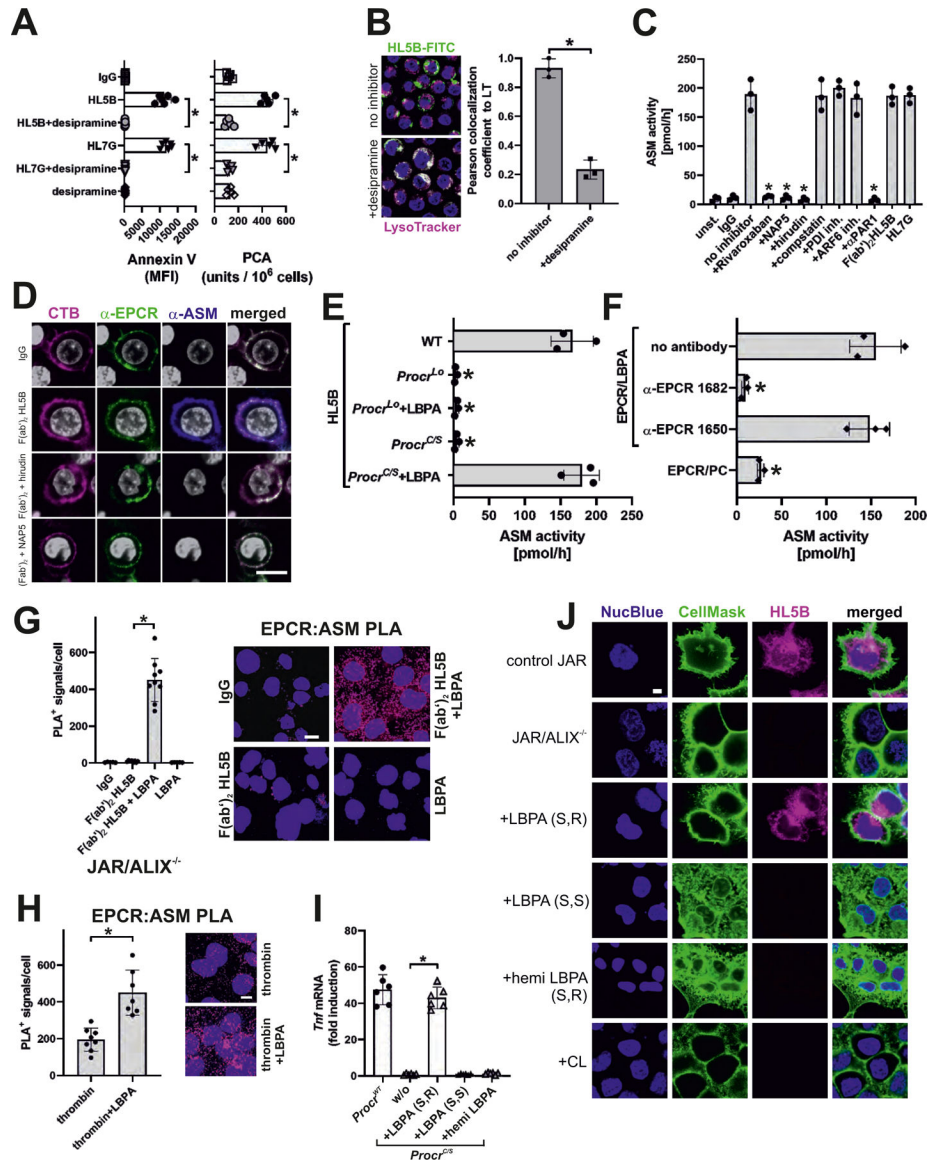 A
IgG
HL5B
HL5B+desipramine
HL7G
HL7G+desipramine
desipramine
*
*
*
*
0
5000
10000
15000
20000
Annexin V
(MFI)
0
200
400
600
PCA
(units / 10⁶ cells)
B
HL5B-FITC
no inhibitor
+desipramine
LysoTracker
Pearson colocalization
coefficient to LT
1.0
0.8
0.6
0.4
0.2
0.0
*
no inhibitor
+desipramine
C
ASM activity
[pmol/h]
250
200
150
100
50
0
* * * *
unst.
IgG
no inhibitor
+Rivaroxaban
+NAP5
+hirudin
+compstatin
+PDI inh.
+ARF6 inh.
+αPAR1
F(ab')₂HL5B
HL7G
D
CTB α-EPCR α-ASM merged
IgG
F(ab')₂ HL5B
F(ab')₂ + hirudin
(Fab')₂ + NAP5
E
HL5B
WT
Procrᴸᵒ
Procrᴸᵒ+LBPA
Procr^C/S
Procr^C/S+LBPA
*
*
*
0 50 100 150 200
ASM activity
[pmol/h]
F
EPCR/LBPA
no antibody
α-EPCR 1682
α-EPCR 1650
EPCR/PC
*
*
0 50 100 150 200
ASM activity
[pmol/h]
G
PLA⁺ signals/cell
600
400
200
0
*
IgG
F(ab')₂ HL5B
F(ab')₂ HL5B + LBPA
LBPA
JAR/ALIX⁻/⁻
EPCR:ASM PLA
IgG
F(ab')₂ HL5B
+LBPA
F(ab')₂ HL5B
LBPA
H
EPCR:ASM PLA
PLA⁺ signals/cell
600
400
200
0
*
thrombin
thrombin+LBPA
thrombin
thrombin
+LBPA
I
Tnf mRNA
(fold induction)
80
60
40
20
0
*
Procr^WT
w/o
+LBPA (S,R)
+LBPA (S,S)
+hemi LBPA
Procr^C/S
J
NucBlue CellMask HL5B merged
control JAR
JAR/ALIX⁻/⁻
+LBPA (S,R)
+LBPA (S,S)
+hemi LBPA
(S,R)
+CL